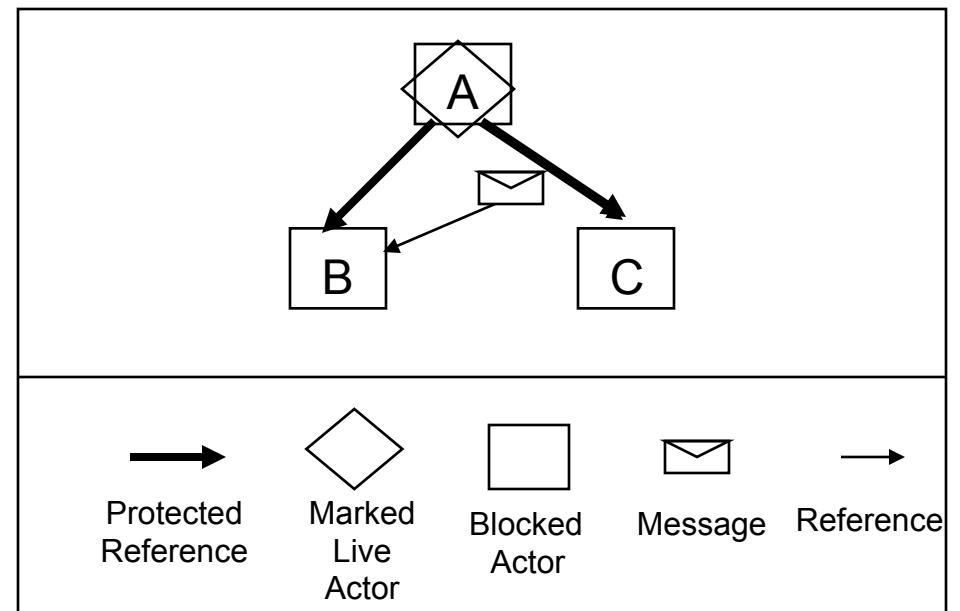 A
B
C
Protected
Reference
Marked
Live
Actor
Blocked
Actor
Message
Reference